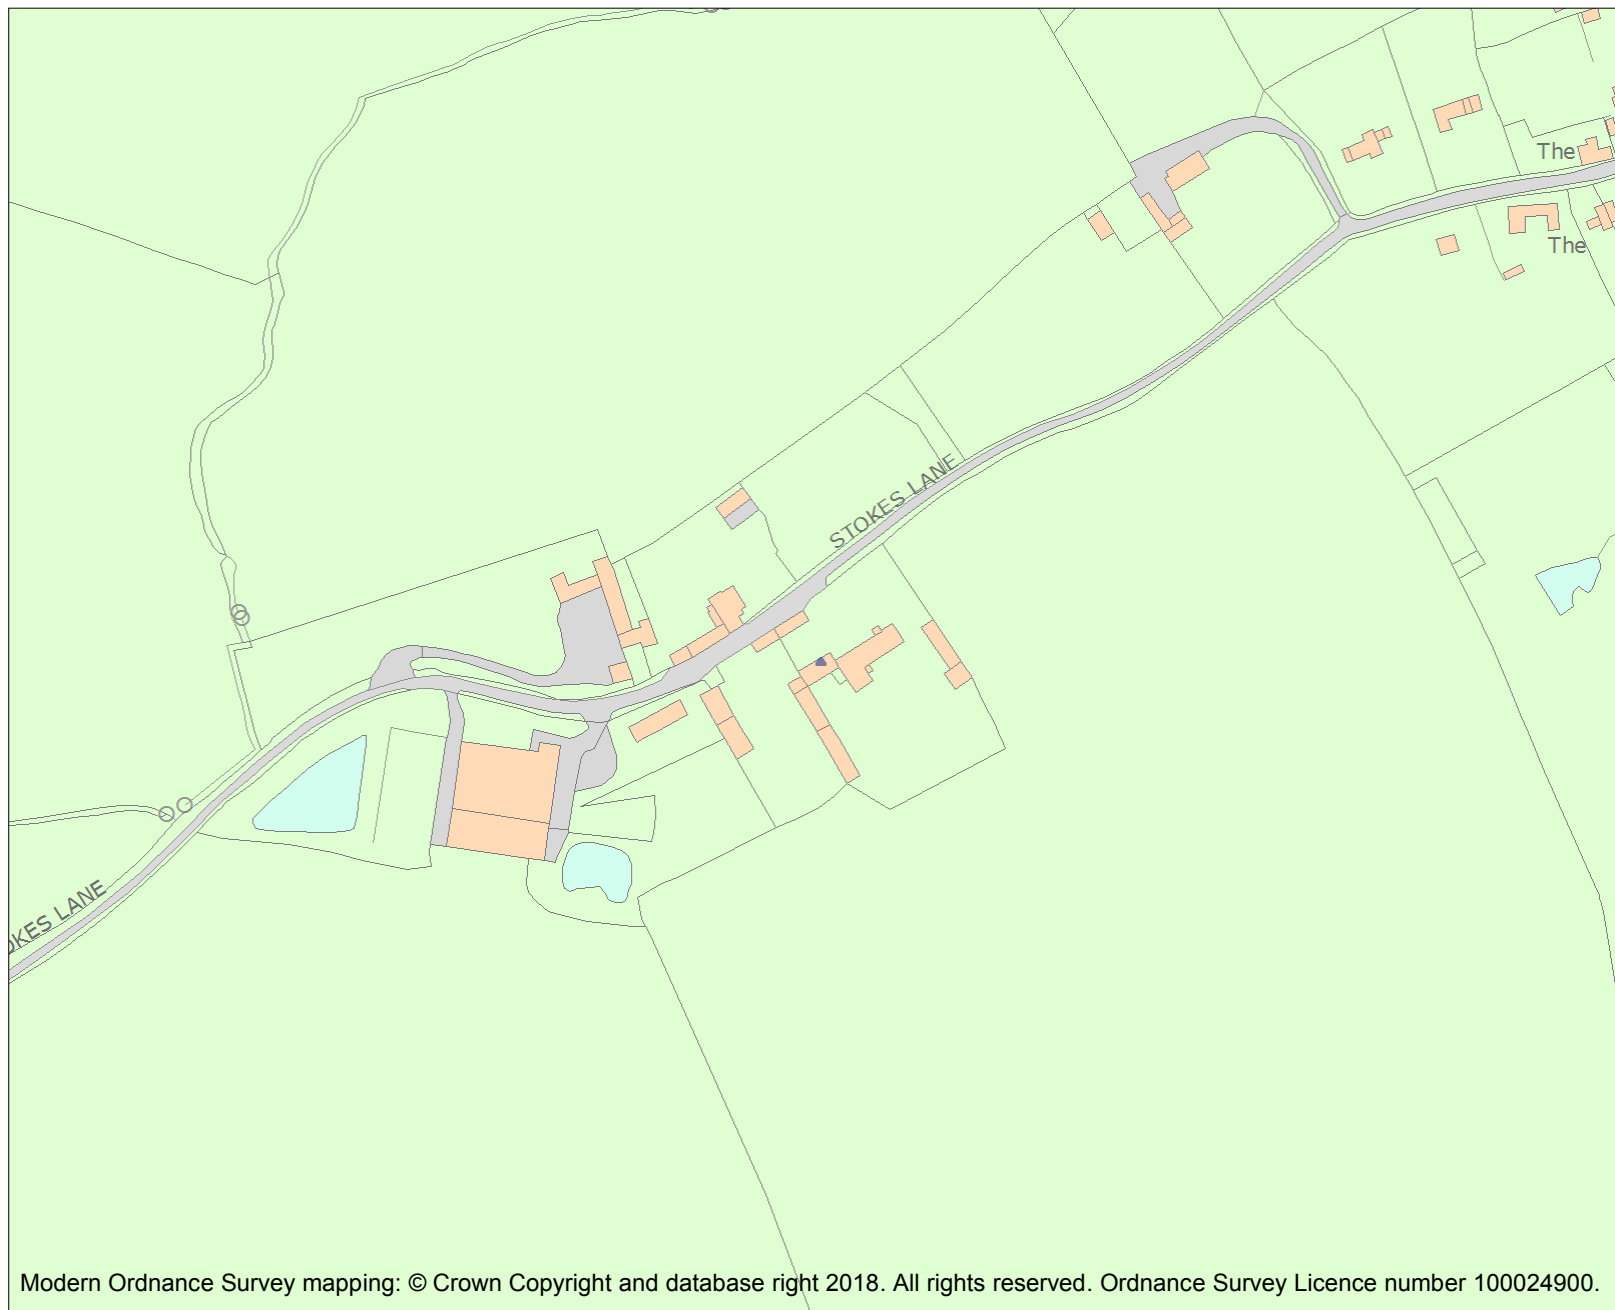 The
The
STOKES LANE
OKES LANE
Modern Ordnance Survey mapping: © Crown Copyright and database right 2018. All rights reserved. Ordnance Survey Licence number 100024900.